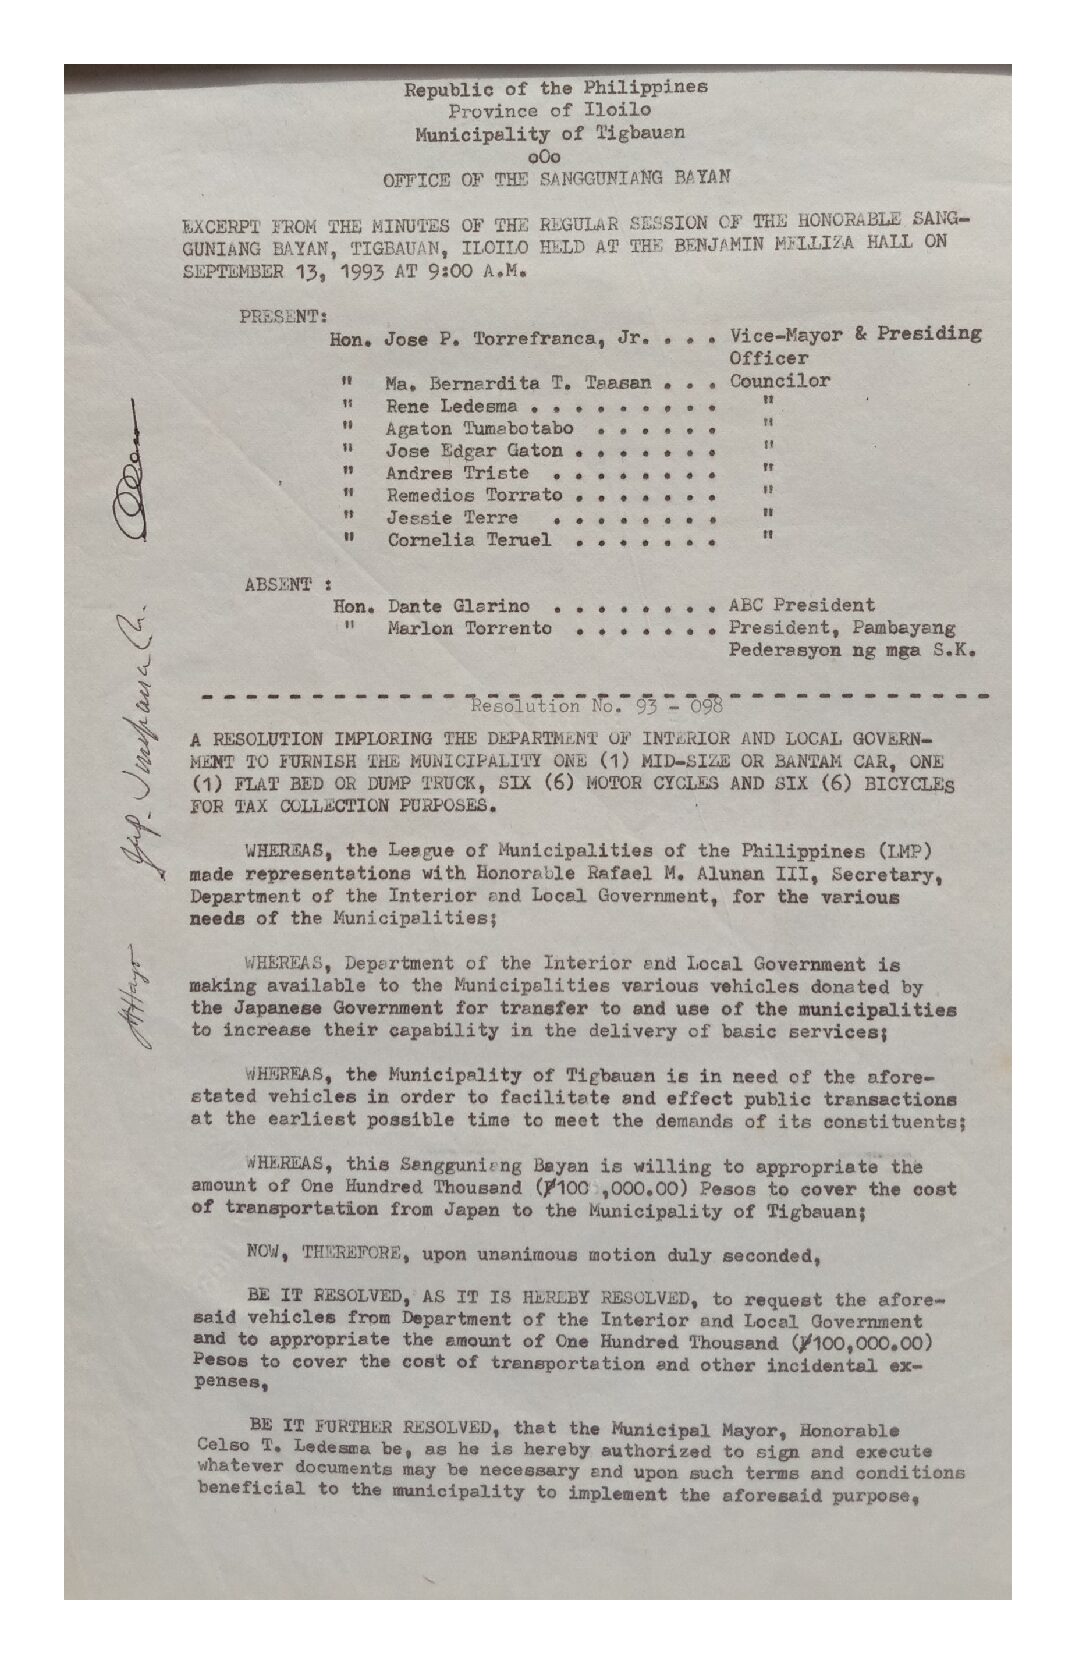 Republic of the Philippines
Province of Iloilo
Municipality of Tigbauan
oOo
OFFICE OF THE SANGGUNIANG BAYAN
EXCERPT FROM THE MINUTES OF THE REGULAR SESSION OF THE HONORABLE SANG-
GUNIANG BAYAN, TIGBAUAN, ILOILO HELD AT THE BENJAMIN MELLIZA HALL ON
SEPTEMBER 13, 1993 AT 9:00 A.M.
PRESENT:
Hon. Jose P. Torrefranca, Jr. . . . Vice-Mayor & Presiding
Officer
" Ma. Bernardita T. Taasan . . . Councilor
" Rene Ledesma . . . . . . . . . "
" Agaton Tumabotabo . . . . . . "
" Jose Edgar Gaton . . . . . . . "
" Andres Triste . . . . . . . . "
" Remedios Torrato . . . . . . . "
" Jessie Terre . . . . . . . . "
" Cornelia Teruel . . . . . . . "
ABSENT :
Hon. Dante Glarino . . . . . . . . ABC President
" Marlon Torrento . . . . . . . President, Pambayang
Pederasyon ng mga S.K.
Resolution No. 93 - 098
A RESOLUTION IMPLORING THE DEPARTMENT OF INTERIOR AND LOCAL GOVERN-
MENT TO FURNISH THE MUNICIPALITY ONE (1) MID-SIZE OR BANTAM CAR, ONE
(1) FLAT BED OR DUMP TRUCK, SIX (6) MOTOR CYCLES AND SIX (6) BICYCLEs
FOR TAX COLLECTION PURPOSES.
WHEREAS, the League of Municipalities of the Philippines (LMP)
made representations with Honorable Rafael M. Alunan III, Secretary,
Department of the Interior and Local Government, for the various
needs of the Municipalities;
WHEREAS, Department of the Interior and Local Government is
making available to the Municipalities various vehicles donated by
the Japanese Government for transfer to and use of the municipalities
to increase their capability in the delivery of basic services;
WHEREAS, the Municipality of Tigbauan is in need of the afore-
stated vehicles in order to facilitate and effect public transactions
at the earliest possible time to meet the demands of its constituents;
WHEREAS, this Sangguniang Bayan is willing to appropriate the
amount of One Hundred Thousand (₱100 ,000.00) Pesos to cover the cost
of transportation from Japan to the Municipality of Tigbauan;
NOW, THEREFORE, upon unanimous motion duly seconded,
BE IT RESOLVED, AS IT IS HEREBY RESOLVED, to request the afore-
said vehicles from Department of the Interior and Local Government
and to appropriate the amount of One Hundred Thousand (₱100,000.00)
Pesos to cover the cost of transportation and other incidental ex-
penses,
BE IT FURTHER RESOLVED, that the Municipal Mayor, Honorable
Celso T. Ledesma be, as he is hereby authorized to sign and execute
whatever documents may be necessary and upon such terms and conditions
beneficial to the municipality to implement the aforesaid purpose,